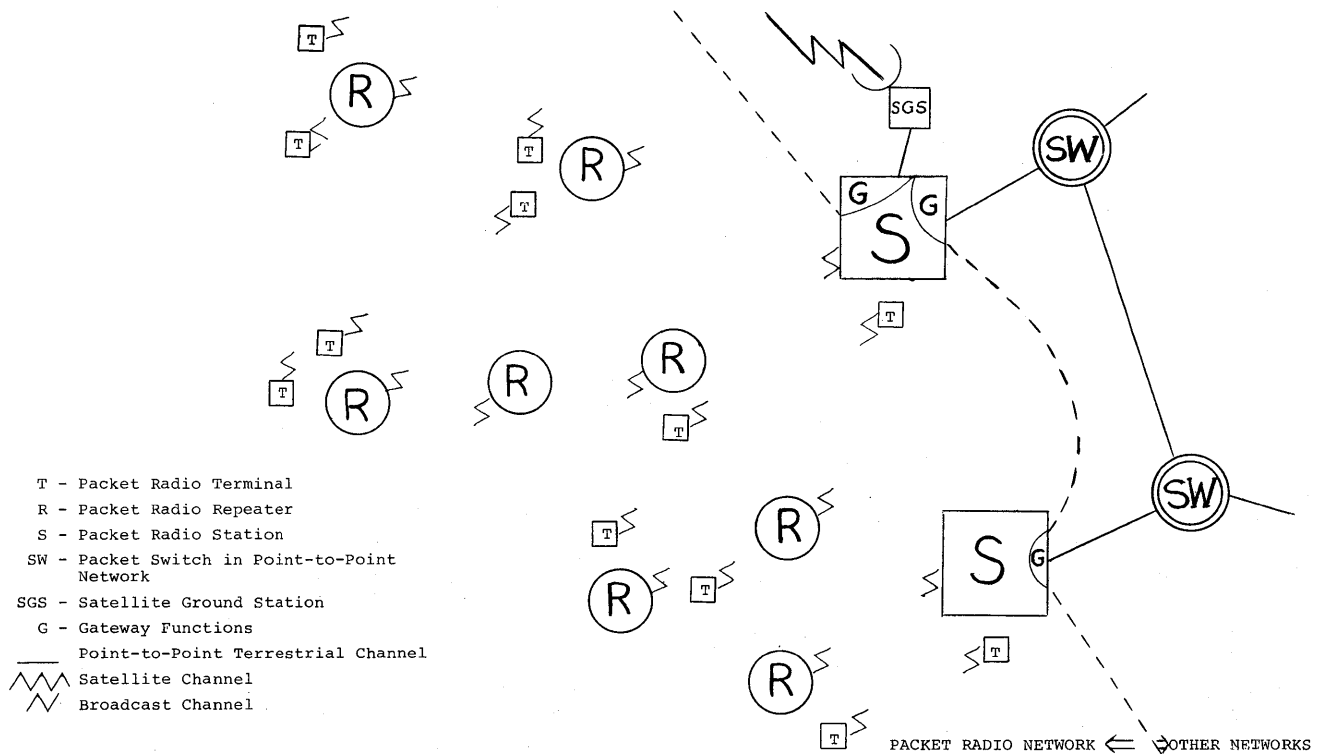 T
R
T
T
R
T
SGS
SW
G
G
S
T
T
T
R
R
R
T
SW
T
R
R
T
S
G
T
R
T
T - Packet Radio Terminal
R - Packet Radio Repeater
S - Packet Radio Station
SW - Packet Switch in Point-to-Point
Network
SGS - Satellite Ground Station
G - Gateway Functions
Point-to-Point Terrestrial Channel
Satellite Channel
Broadcast Channel
PACKET RADIO NETWORK ⇐ ⇒ OTHER NETWORKS